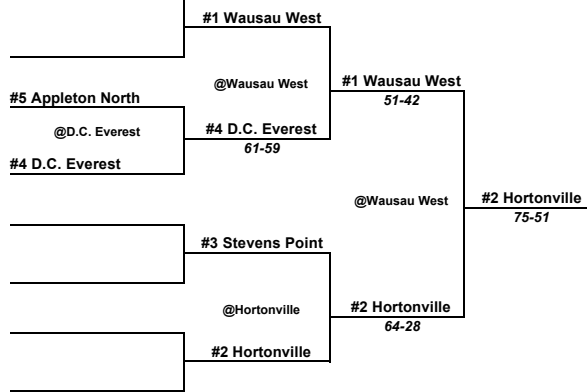 #1 Wausau West
@Wausau West
#1 Wausau West
51-42
#5 Appleton North
@D.C. Everest
#4 D.C. Everest
61-59
#4 D.C. Everest
@Wausau West
#2 Hortonville
75-51
#3 Stevens Point
@Hortonville
#2 Hortonville
64-28
#2 Hortonville